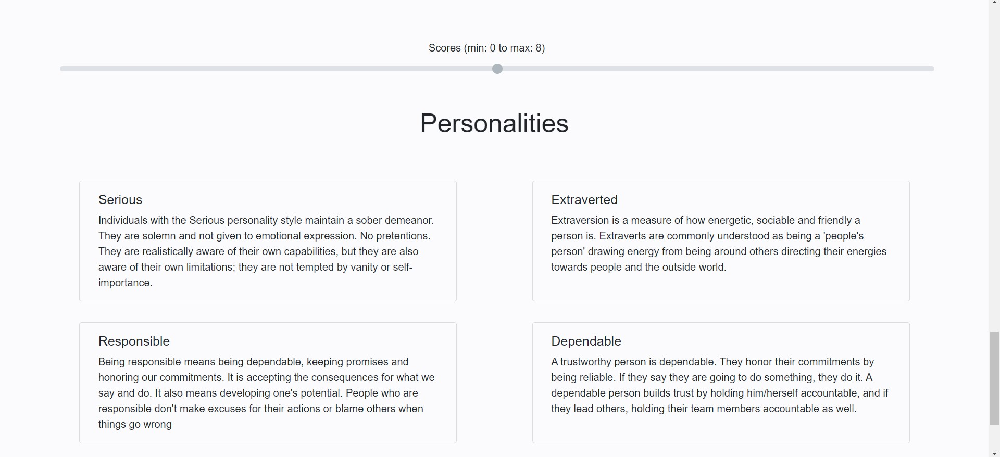 Scores (min: 0 to max: 8)
Personalities
Serious
Individuals with the Serious personality style maintain a sober demeanor.
They are solemn and not given to emotional expression. No pretentions.
They are realistically aware of their own capabilities, but they are also
aware of their own limitations; they are not tempted by vanity or self-
importance.
Extraverted
Extraversion is a measure of how energetic, sociable and friendly a
person is. Extraverts are commonly understood as being a 'people's
person' drawing energy from being around others directing their energies
towards people and the outside world.
Responsible
Being responsible means being dependable, keeping promises and
honoring our commitments. It is accepting the consequences for what we
say and do. It also means developing one's potential. People who are
responsible don't make excuses for their actions or blame others when
things go wrong
Dependable
A trustworthy person is dependable. They honor their commitments by
being reliable. If they say they are going to do something, they do it. A
dependable person builds trust by holding him/herself accountable, and if
they lead others, holding their team members accountable as well.